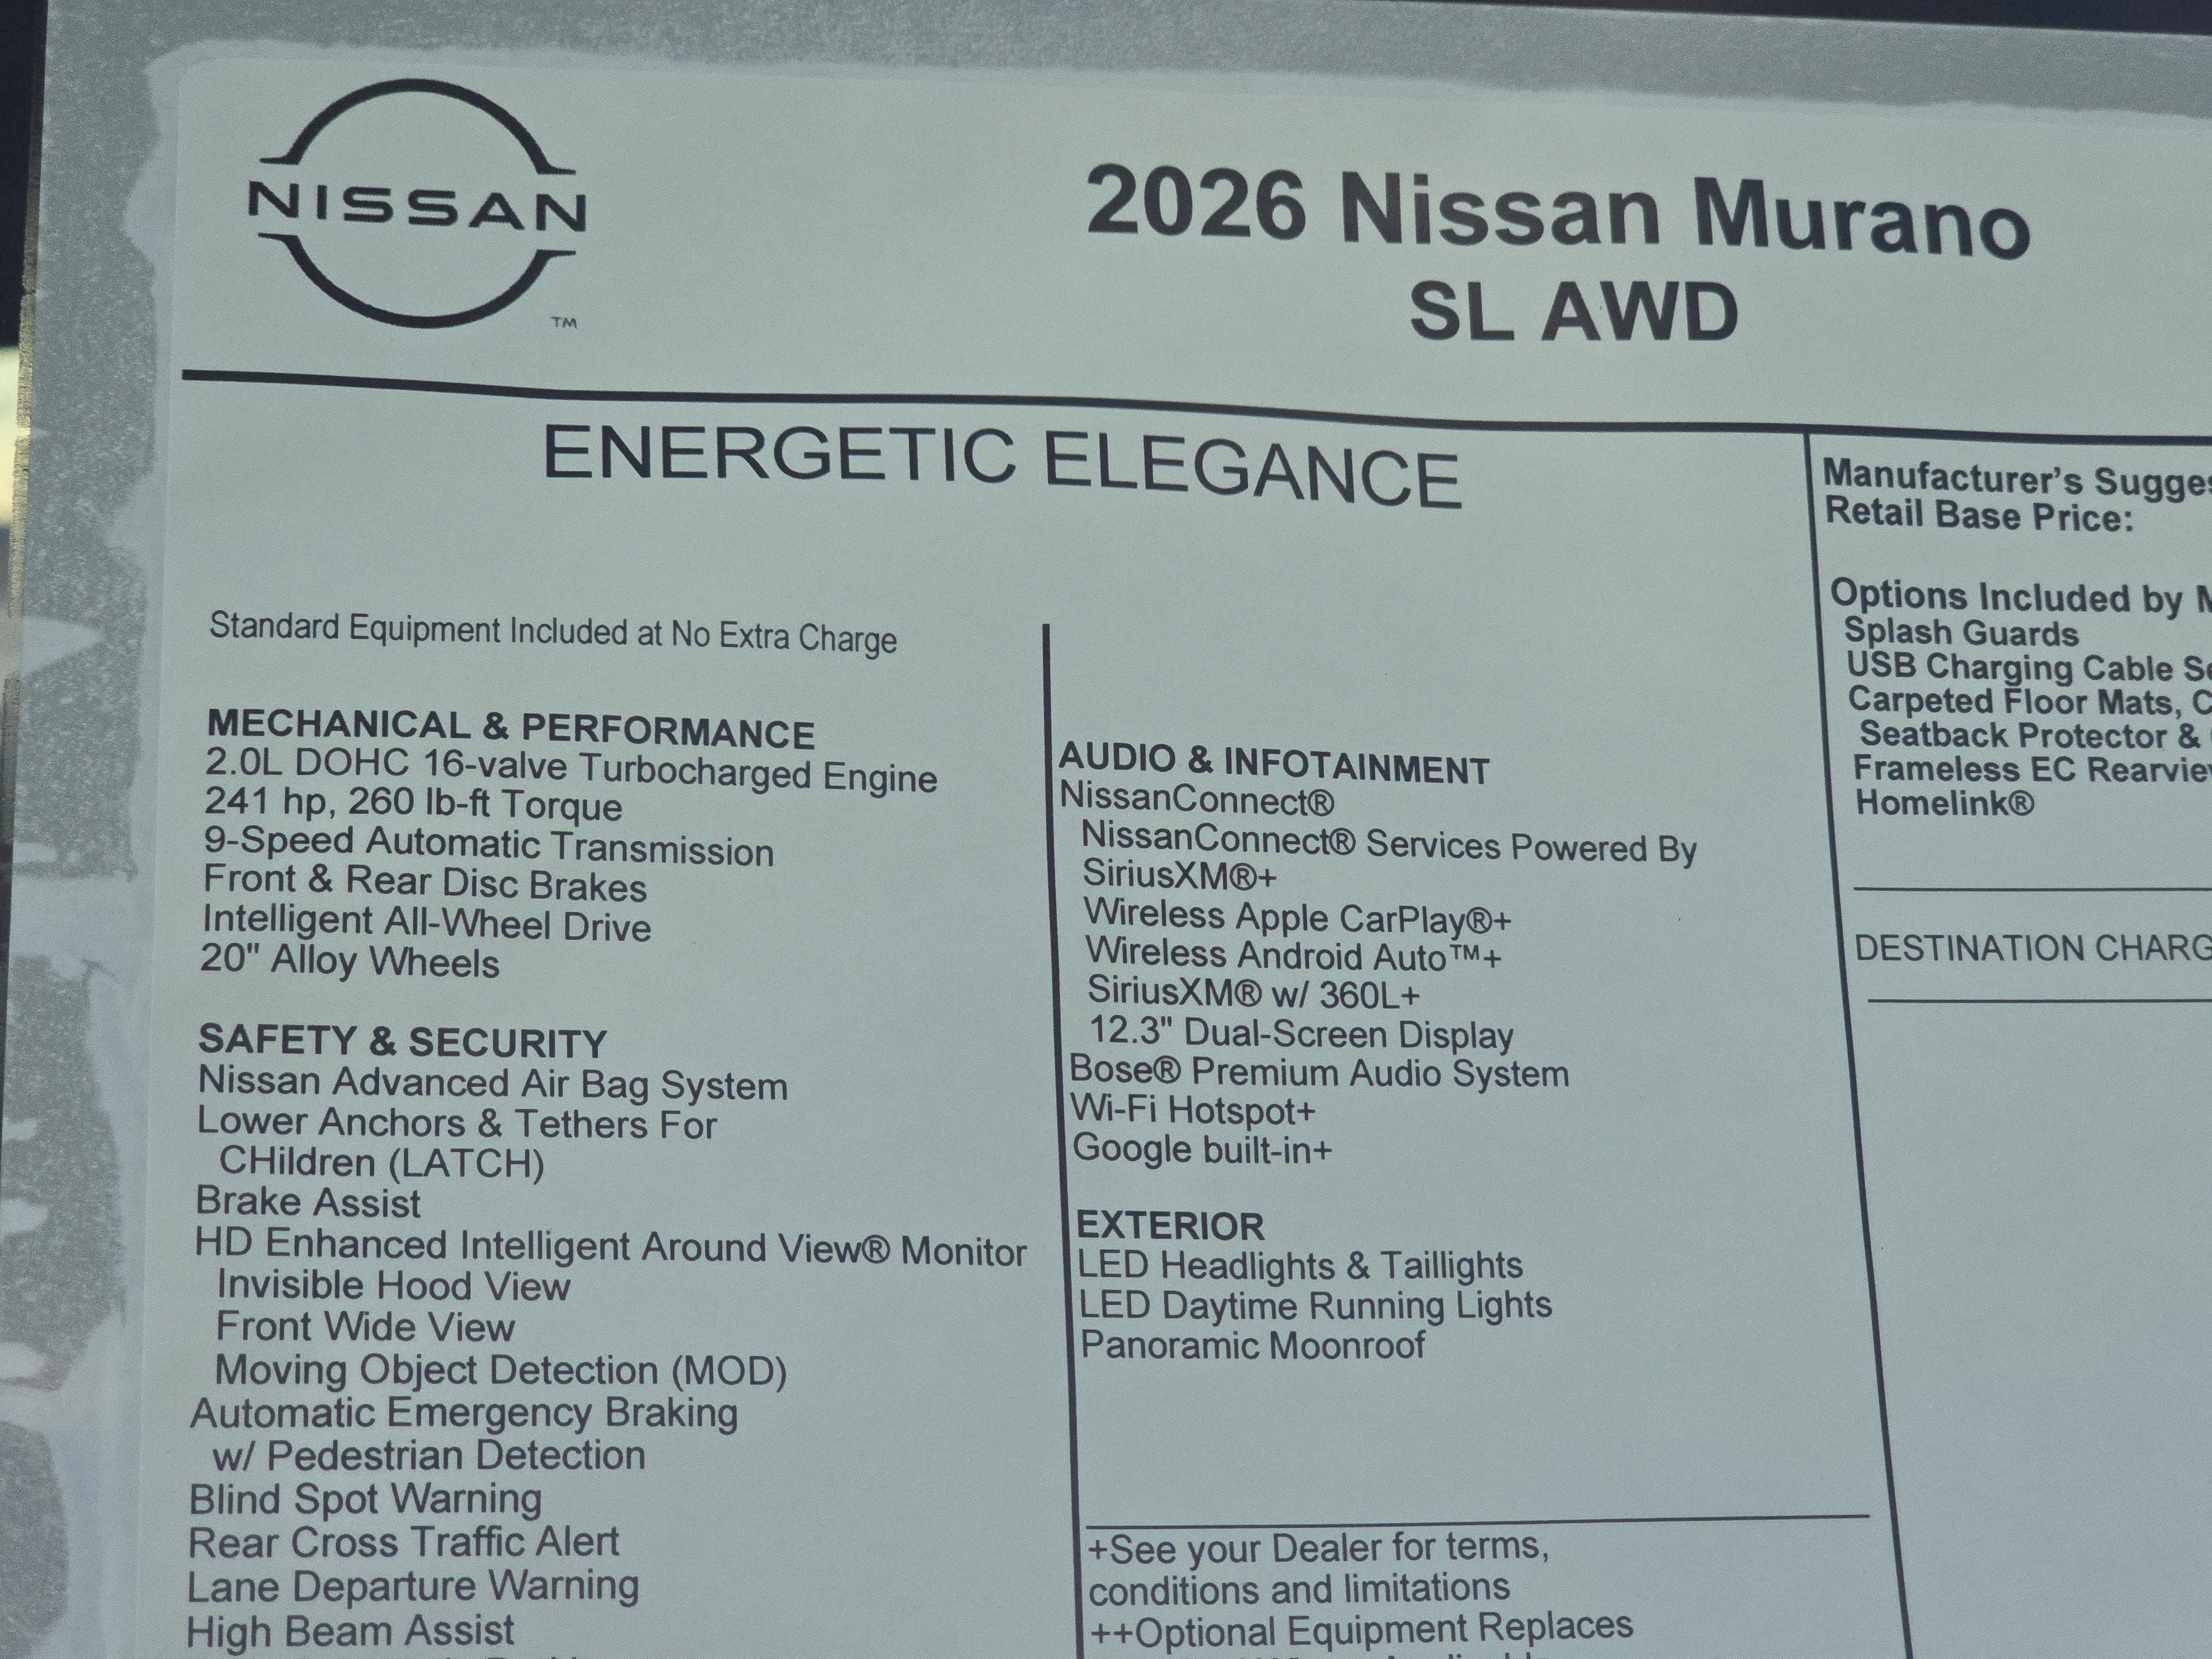 NISSAN
TM
2026 Nissan Murano
SL AWD
ENERGETIC ELEGANCE
Standard Equipment Included at No Extra Charge
MECHANICAL & PERFORMANCE
2.0L DOHC 16-valve Turbocharged Engine
241 hp, 260 lb-ft Torque
9-Speed Automatic Transmission
Front & Rear Disc Brakes
Intelligent All-Wheel Drive
20" Alloy Wheels
SAFETY & SECURITY
Nissan Advanced Air Bag System
Lower Anchors & Tethers For
CHildren (LATCH)
Brake Assist
HD Enhanced Intelligent Around View® Monitor
Invisible Hood View
Front Wide View
Moving Object Detection (MOD)
Automatic Emergency Braking
w/ Pedestrian Detection
Blind Spot Warning
Rear Cross Traffic Alert
Lane Departure Warning
High Beam Assist
AUDIO & INFOTAINMENT
NissanConnect®
NissanConnect® Services Powered By
SiriusXM®+
Wireless Apple CarPlay®+
Wireless Android Auto™+
SiriusXM® w/ 360L+
12.3" Dual-Screen Display
Bose® Premium Audio System
Wi-Fi Hotspot+
Google built-in+
EXTERIOR
LED Headlights & Taillights
LED Daytime Running Lights
Panoramic Moonroof
+See your Dealer for terms,
conditions and limitations
++Optional Equipment Replaces
Manufacturer's
Retail Base Price:
Options Included by
Splash Guards
USB Charging Cable
Carpeted Floor Mats,
Seatback Protector &
Frameless EC
Homelink®
DESTINATION